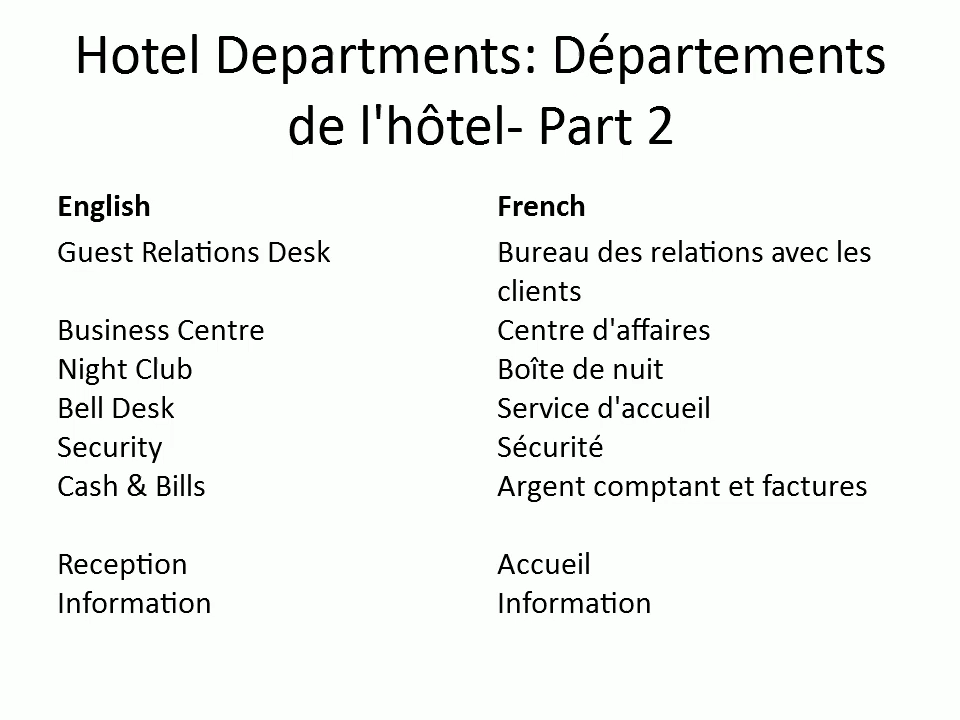 Hotel Departments: Départements
de l'hôtel- Part 2
English
French
Guest Relations Desk
Bureau des relations avec les
clients
Business Centre
Centre d'affaires
Night Club
Boîte de nuit
Bell Desk
Service d'accueil
Security
Sécurité
Cash & Bills
Argent comptant et factures
Reception
Accueil
Information
Information